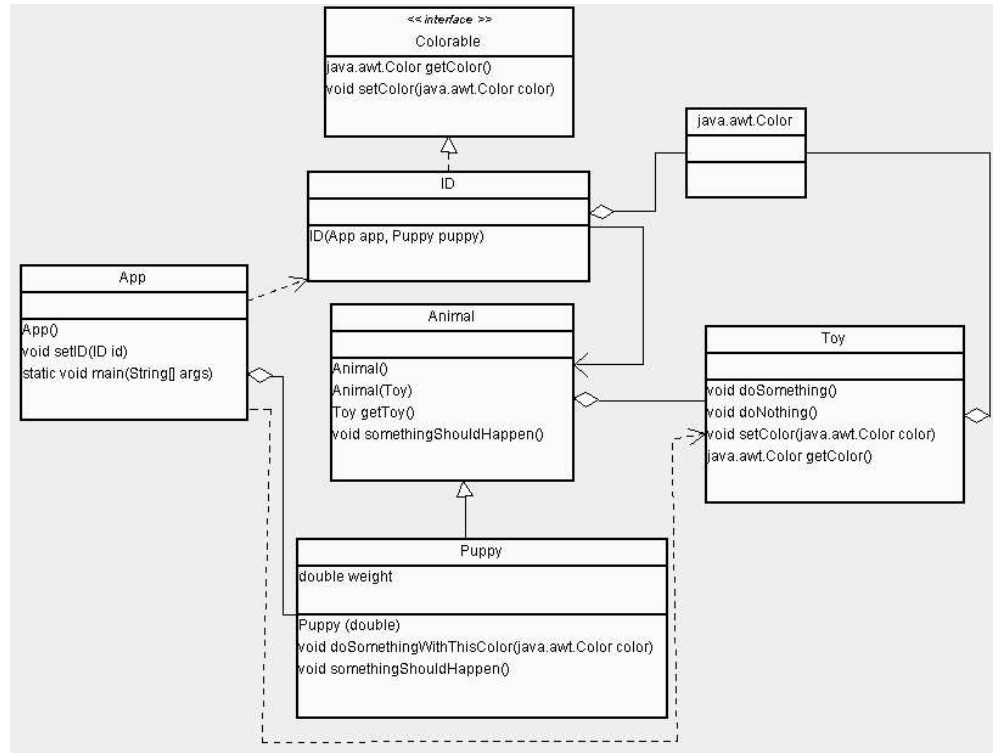 << interface >>
Colorable
java.awt.Color getColor()
void setColor(java.awt.Color color)
java.awt.Color
ID
ID(App app, Puppy puppy)
App
App()
void setID(ID id)
static void main(String[] args)
Animal
Animal()
Animal(Toy)
Toy getToy()
void somethingShouldHappen()
Toy
void doSomething()
void doNothing()
void setColor(java.awt.Color color)
java.awt.Color getColor()
Puppy
double weight
Puppy (double)
void doSomethingWithThisColor(java.awt.Color color)
void somethingShouldHappen()